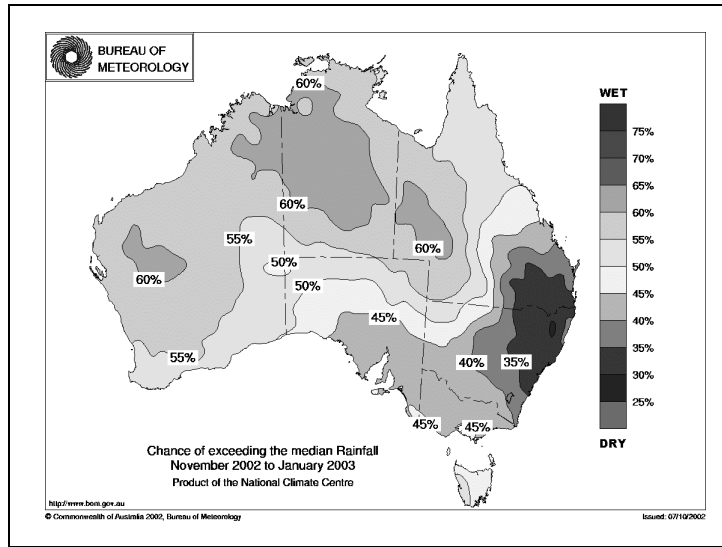 BUREAU OF
METEOROLOGY
WET
60%
75%
70%
65%
60%
55%
50%
45%
40%
35%
30%
25%
DRY
60%
55%
60%
50%
60%
50%
45%
55%
40%
35%
45%
45%
Chance of exceeding the median Rainfall
November 2002 to January 2003
Product of the National Climate Centre
http://www.bom.gov.au
© Commonwealth of Australia 2002, Bureau of Meteorology
Issued: 07/10/2002